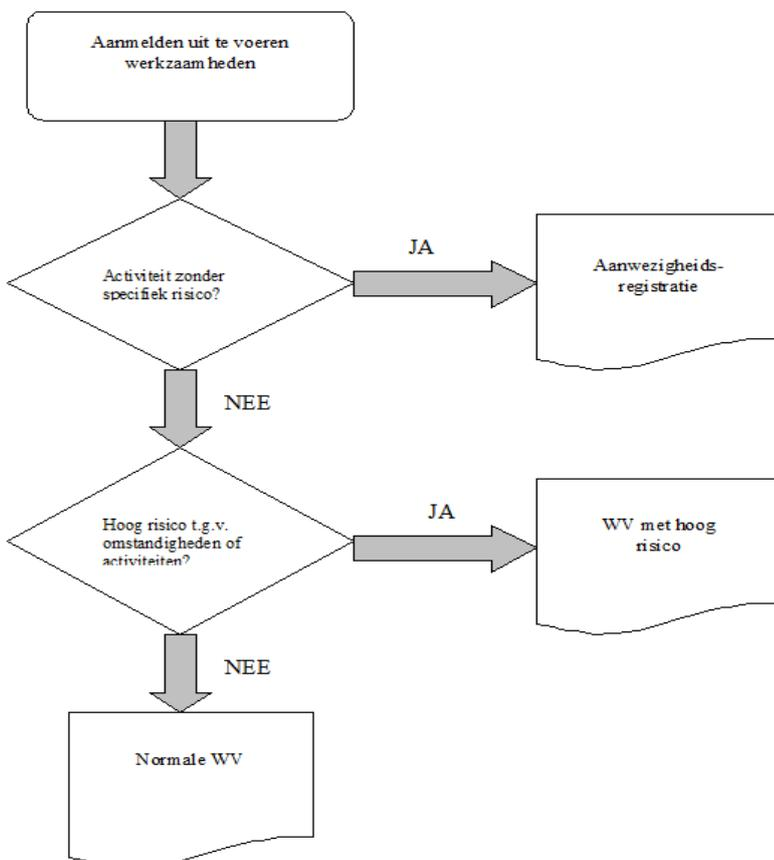 Aanmelden uit te voeren
werkzaamheden
Activiteit zonder
specifiek risico?
JA
Aanwezigheids-
registratie
NEE
Hoog risico t.g.v.
omstandigheden of
activiteiten?
JA
WV met hoog
risico
NEE
Normale WV